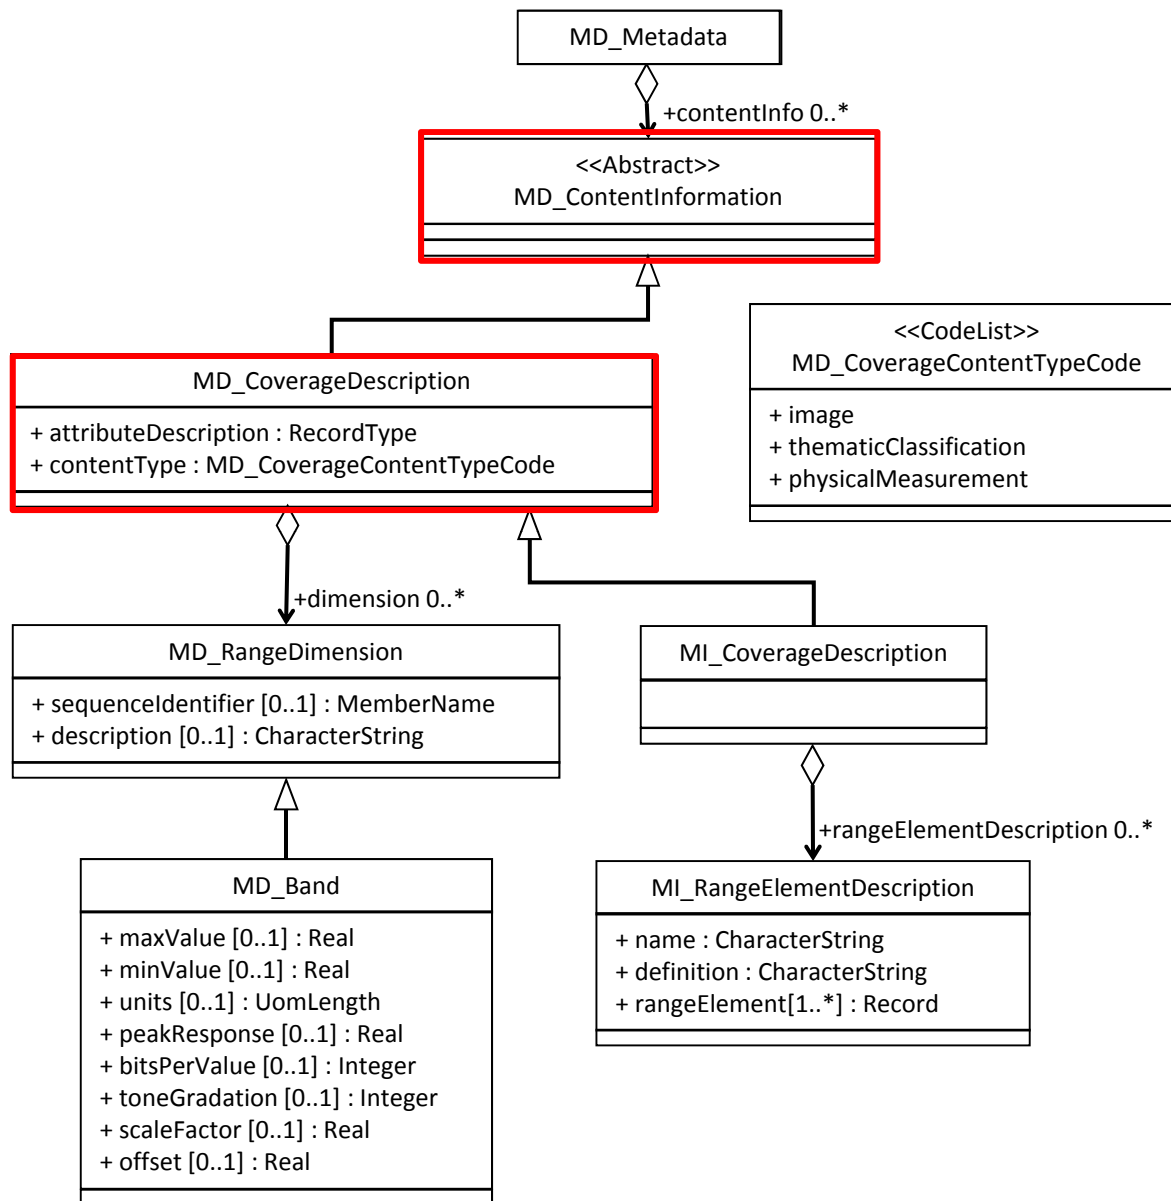 MD_Metadata
+contentInfo 0..*
<<Abstract>>
MD_ContentInformation
<<CodeList>>
MD_CoverageContentTypeCode
+ image
+ thematicClassification
+ physicalMeasurement
MD_CoverageDescription
+ attributeDescription : RecordType
+ contentType : MD_CoverageContentTypeCode
+dimension 0..*
MD_RangeDimension
+ sequenceIdentifier [0..1] : MemberName
+ description [0..1] : CharacterString
MI_CoverageDescription
+rangeElementDescription 0..*
MD_Band
+ maxValue [0..1] : Real
+ minValue [0..1] : Real
+ units [0..1] : UomLength
+ peakResponse [0..1] : Real
+ bitsPerValue [0..1] : Integer
+ toneGradation [0..1] : Integer
+ scaleFactor [0..1] : Real
+ offset [0..1] : Real
MI_RangeElementDescription
+ name : CharacterString
+ definition : CharacterString
+ rangeElement[1..*] : Record